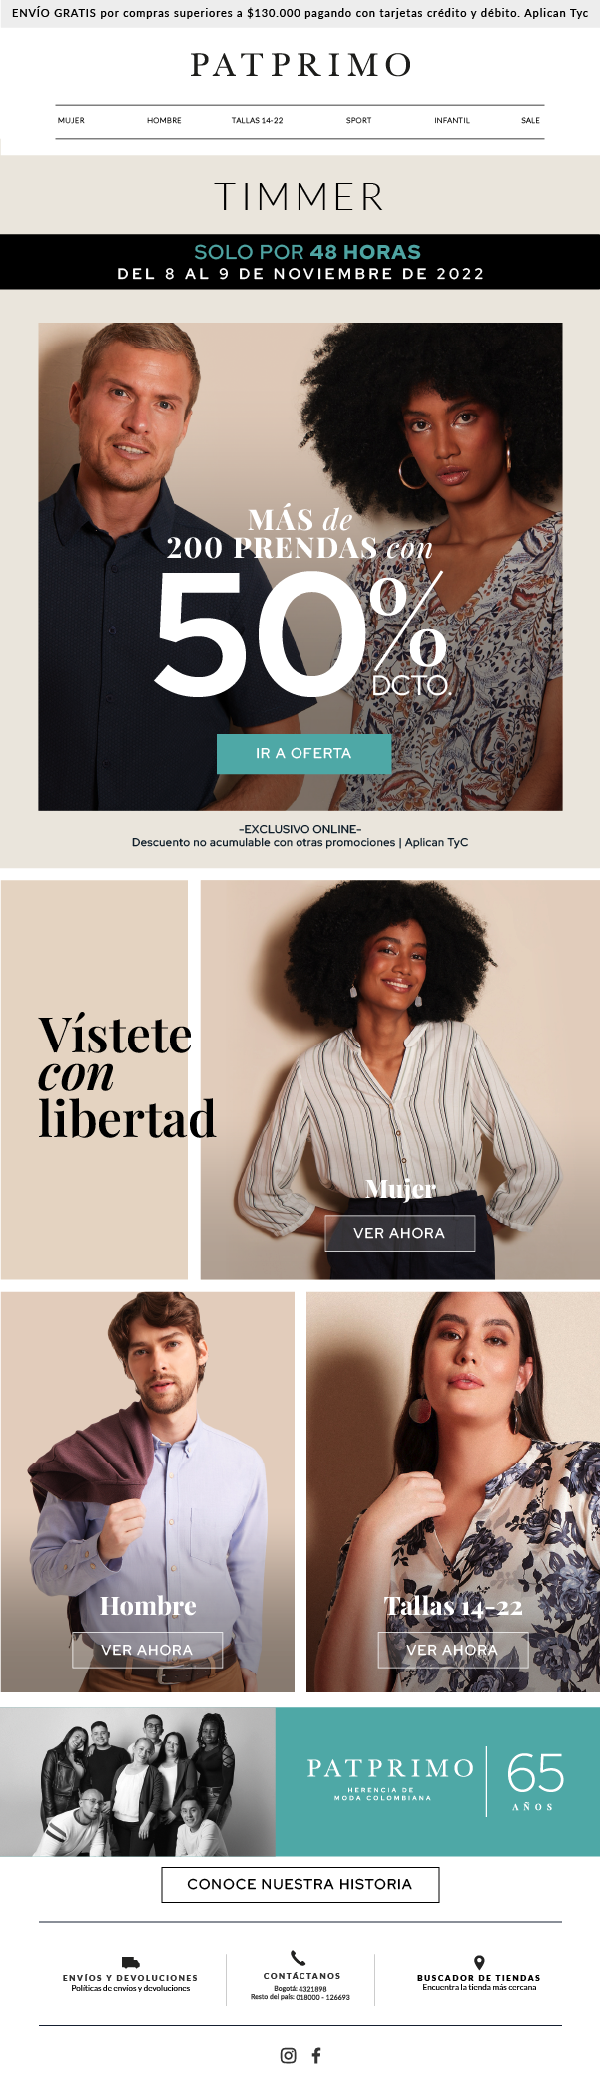 ENVÍO GRATIS por compras superiores a $130.000 pagando con tarjetas crédito y débito. Aplican Tyc
PATPRIMO
MUJER HOMBRE TALLAS 14-22 SPORT INFANTIL SALE
TIMMER
SOLO POR 48 HORAS
DEL 8 AL 9 DE NOVIEMBRE DE 2022
MÁS de
200 PRENDAS con
50%
DCTO.
IR A OFERTA
-EXCLUSIVO ONLINE-
Descuento no acumulable con otras promociones | Aplican TyC
Vístete
con
libertad
Mujer
VER AHORA
Hombre
VER AHORA
Tallas 14-22
VER AHORA
PATPRIMO
HERENCIA DE
MODA COLOMBIANA
65
AÑOS
CONOCE NUESTRA HISTORIA
ENVÍOS Y DEVOLUCIONES
Políticas de envíos y devoluciones
CONTÁCTANOS
Bogotá: 4321898
Resto del país: 018000 - 126693
BUSCADOR DE TIENDAS
Encuentra la tienda más cercana